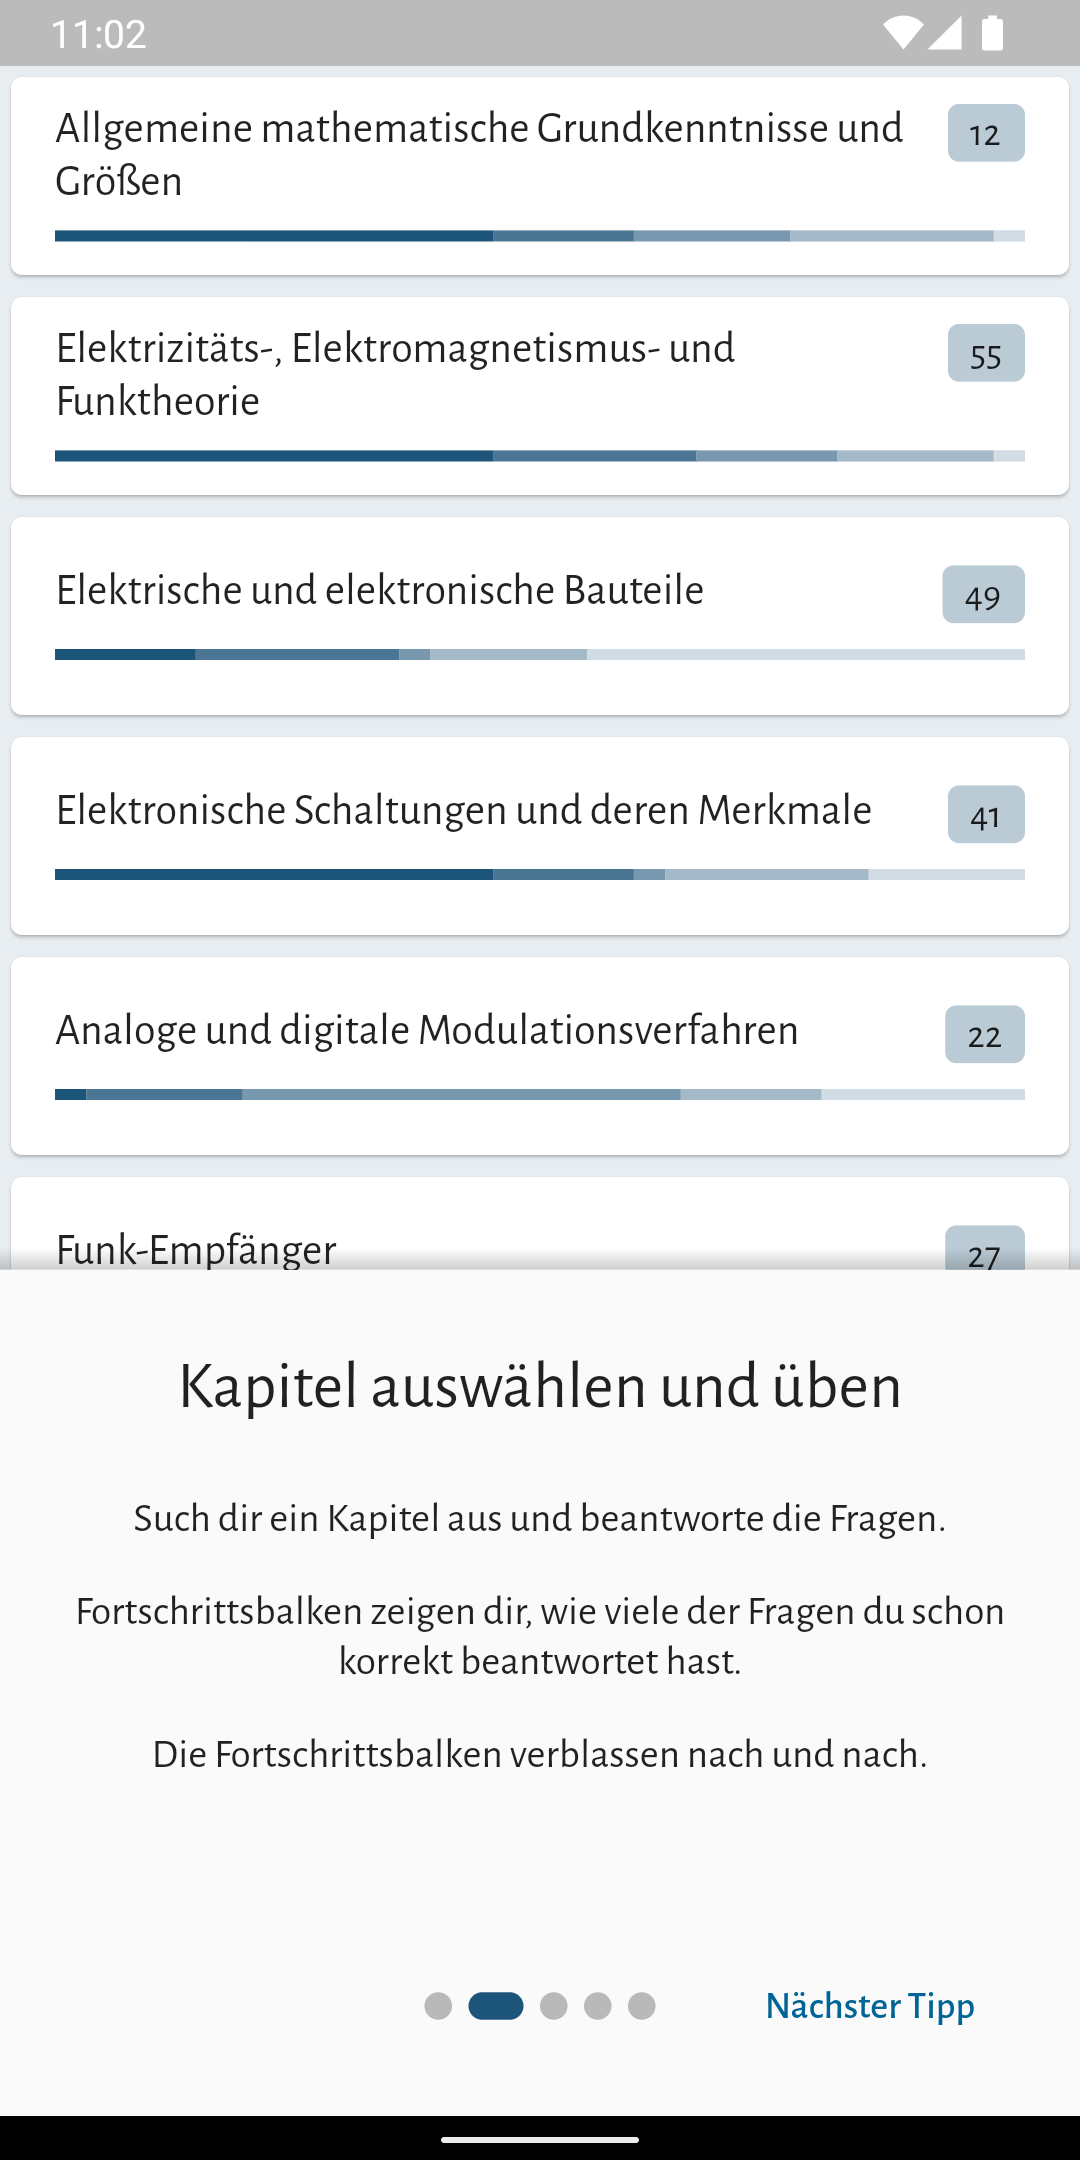 11:02
Allgemeine mathematische Grundkenntnisse und
Größen
12
Elektrizitäts-, Elektromagnetismus- und
Funktheorie
55
Elektrische und elektronische Bauteile
49
Elektronische Schaltungen und deren Merkmale
41
Analoge und digitale Modulationsverfahren
22
Funk-Empfänger
27
Kapitel auswählen und üben
Such dir ein Kapitel aus und beantworte die Fragen.
Fortschrittsbalken zeigen dir, wie viele der Fragen du schon
korrekt beantwortet hast.
Die Fortschrittsbalken verblassen nach und nach.
Nächster Tipp